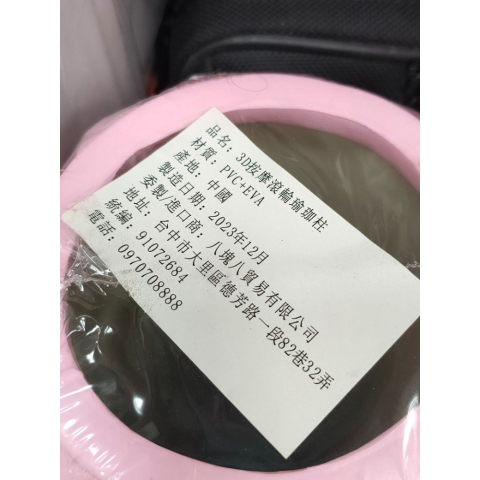 品名：3D按摩滾輪瑜珈柱
材質：PVC+EVA
產地：中國
製造日期：2023年12月
委製/進口商：八塊人貿易有限公司
地址：台中市大里區德芳路一段82巷32弄
統編：91072684
電話：0970708888